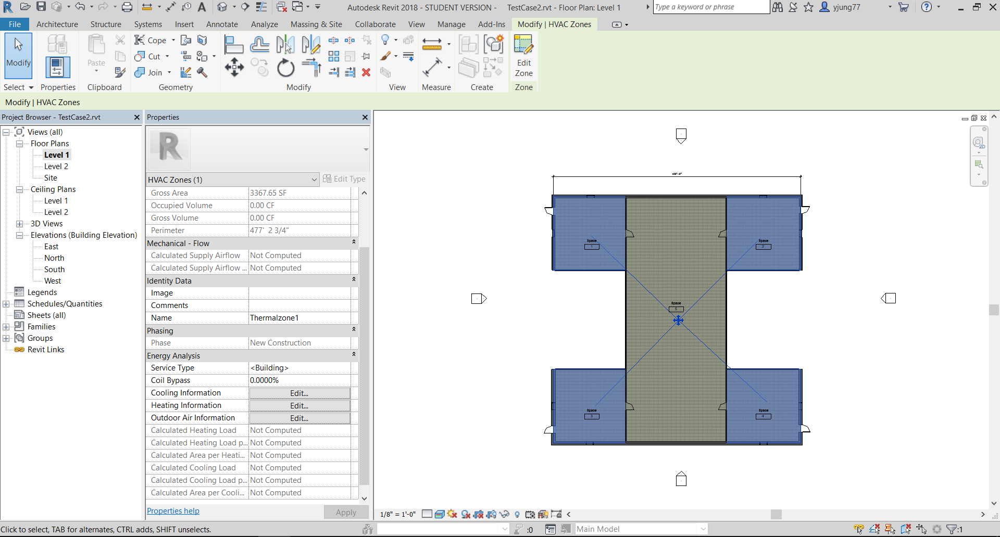 Autodesk Revit 2018 - STUDENT VERSION - TestCase2.rvt - Floor Plan: Level 1
Type a keyword or phrase
yjung77
File Architecture Structure Systems Insert Annotate Analyze Massing & Site Collaborate View Manage Add-Ins Modify | HVAC Zones
Modify
Paste
Cope
Cut
Join
Edit
Zone
Select Properties Clipboard Geometry Modify View Measure Create Zone
Modify | HVAC Zones
Project Browser - TestCase2.rvt
Views (all)
Floor Plans
Level 1
Level 2
Site
Ceiling Plans
Level 1
Level 2
3D Views
Elevations (Building Elevation)
East
North
South
West
Legends
Schedules/Quantities
Sheets (all)
Families
Groups
Revit Links
Properties
HVAC Zones (1)
Edit Type
Gross Area 3367.65 SF
Occupied Volume 0.00 CF
Gross Volume 0.00 CF
Perimeter 477' 2 3/4"
Mechanical - Flow
Calculated Supply Airflow Not Computed
Calculated Supply Airflow ... Not Computed
Identity Data
Image
Comments
Name Thermalzone1
Phasing
Phase New Construction
Energy Analysis
Service Type <Building>
Coil Bypass 0.0000%
Cooling Information Edit...
Heating Information Edit...
Outdoor Air Information Edit...
Calculated Heating Load Not Computed
Calculated Heating Load p... Not Computed
Calculated Area per Heati... Not Computed
Calculated Cooling Load Not Computed
Calculated Cooling Load p... Not Computed
Calculated Area per Cooli... Not Computed
Properties help
Apply
Space
1
Space
2
Space
5
Space
3
Space
4
2D
1/8" = 1'-0"
Click to select, TAB for alternates, CTRL adds, SHIFT unselects.
:0
Main Model
:1